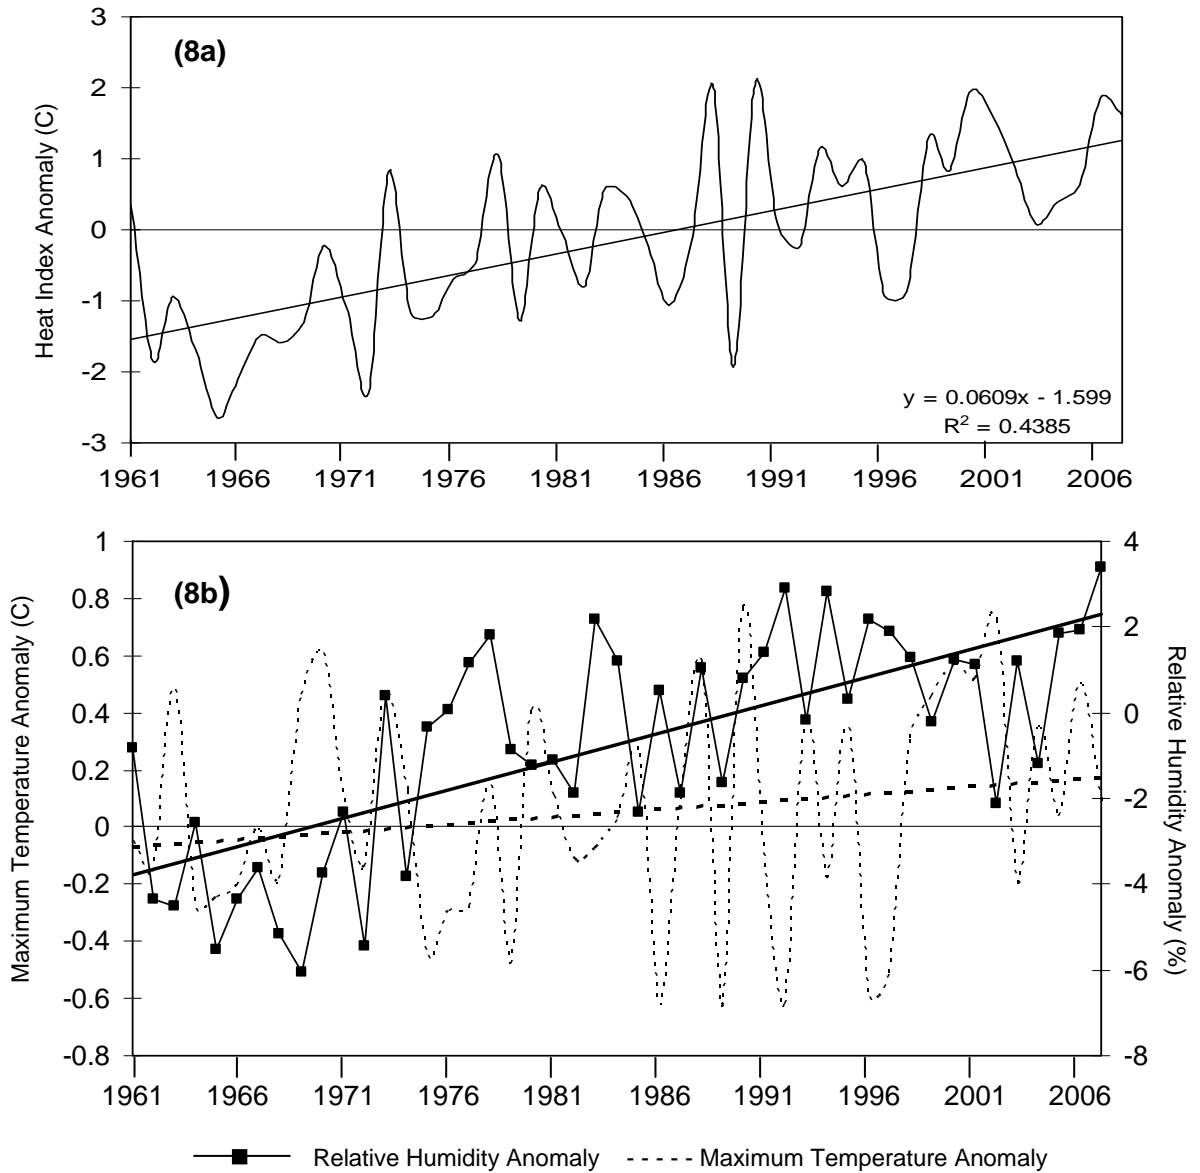 (8a)
Heat Index Anomaly (C)
3
2
1
0
-1
-2
-3
y = 0.0609x - 1.599
R² = 0.4385
1961 1966 1971 1976 1981 1986 1991 1996 2001 2006
(8b)
Maximum Temperature Anomaly (C)
1
0.8
0.6
0.4
0.2
0
-0.2
-0.4
-0.6
-0.8
4
2
0
-2
-4
-6
-8
Relative Humidity Anomaly (%)
1961 1966 1971 1976 1981 1986 1991 1996 2001 2006
Relative Humidity Anomaly Maximum Temperature Anomaly